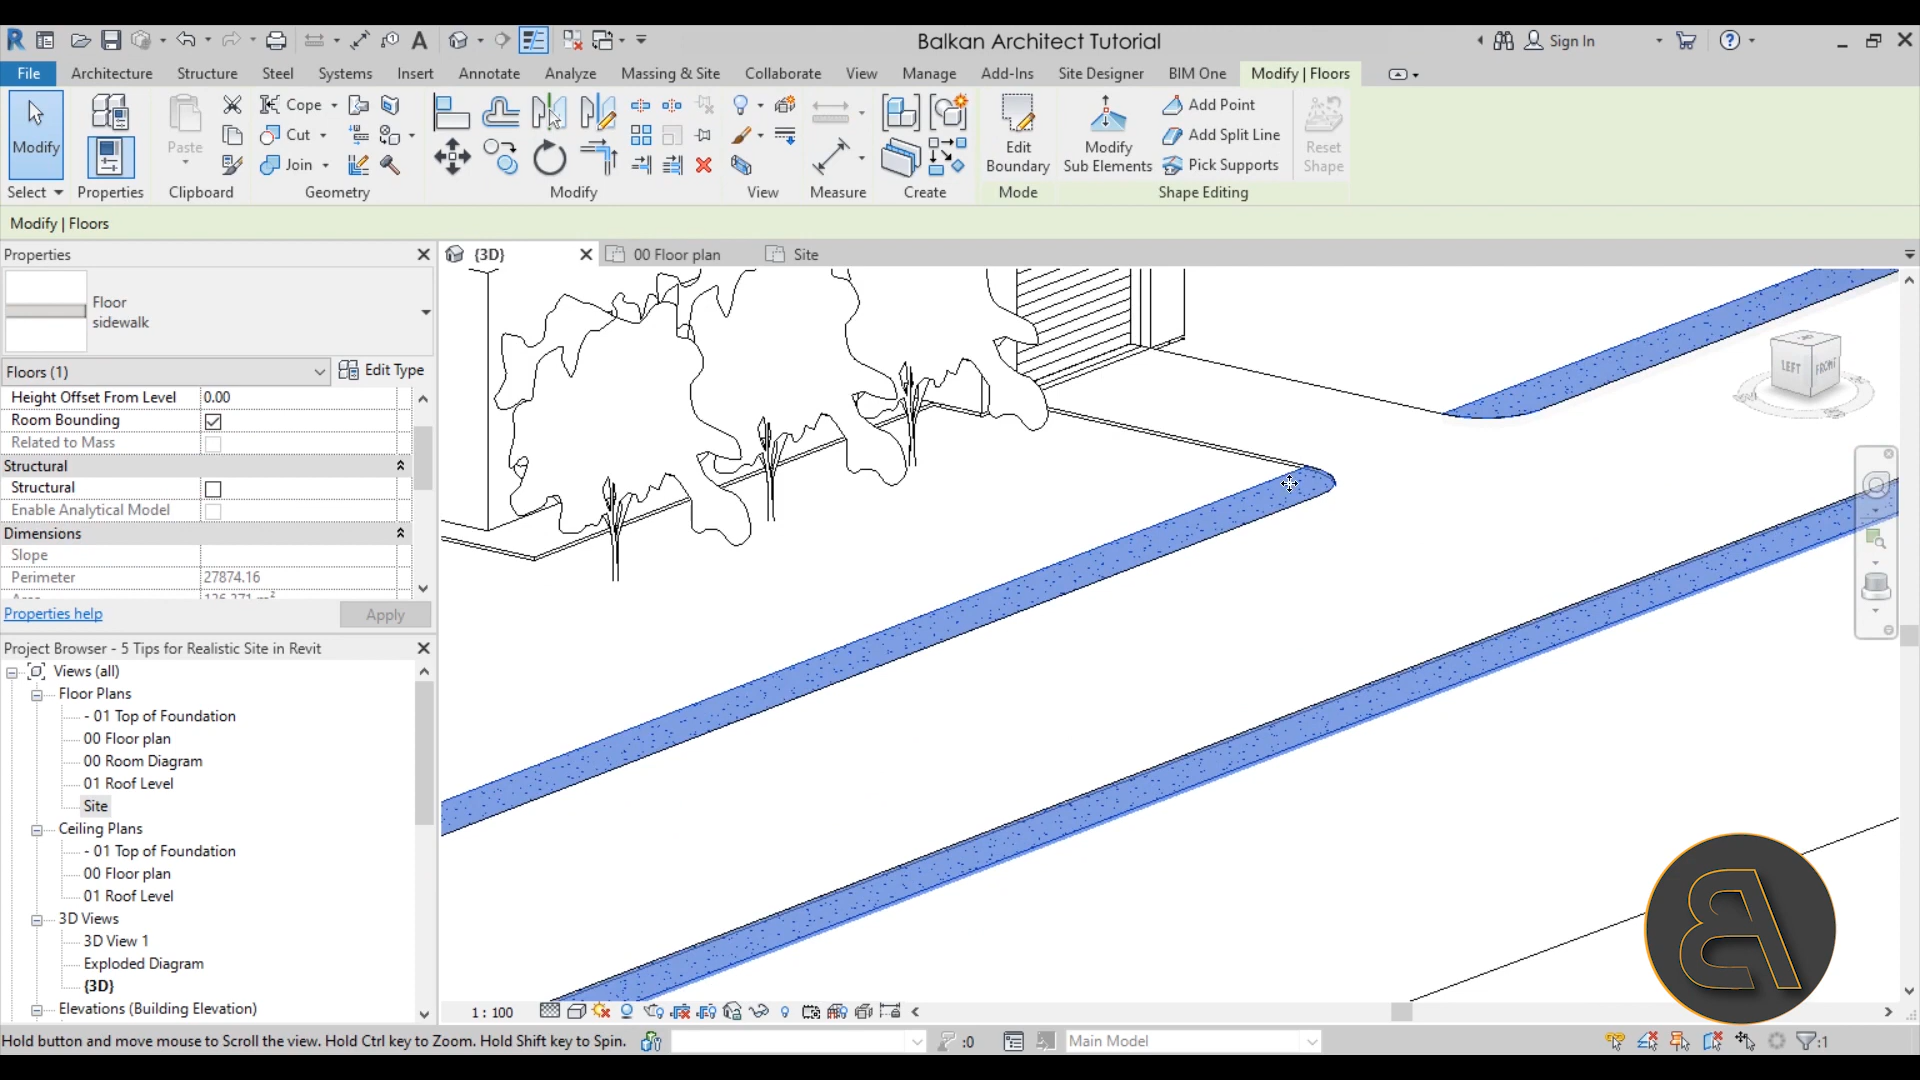 Balkan Architect Tutorial
Sign In
File Architecture Structure Steel Systems Insert Annotate Analyze Massing & Site Collaborate View Manage Add-Ins Site Designer BIM One Modify | Floors
Modify
Paste
Cope
Cut
Join
Edit Boundary
Modify Sub Elements
Add Point
Add Split Line
Pick Supports
Reset Shape
Select Properties Clipboard Geometry Modify View Measure Create Mode Shape Editing
Modify | Floors
Properties
{3D} 00 Floor plan Site
Floor
sidewalk
Floors (1) Edit Type
Height Offset From Level 0.00
Room Bounding
Related to Mass
Structural
Structural
Enable Analytical Model
Dimensions
Slope
Perimeter 27874.16
Properties help Apply
LEFT FRONT
Project Browser - 5 Tips for Realistic Site in Revit
Views (all)
Floor Plans
- 01 Top of Foundation
00 Floor plan
00 Room Diagram
01 Roof Level
Site
Ceiling Plans
- 01 Top of Foundation
00 Floor plan
01 Roof Level
3D Views
3D View 1
Exploded Diagram
{3D}
Elevations (Building Elevation)
1 : 100
Hold button and move mouse to Scroll the view. Hold Ctrl key to Zoom. Hold Shift key to Spin. :0 Main Model :1